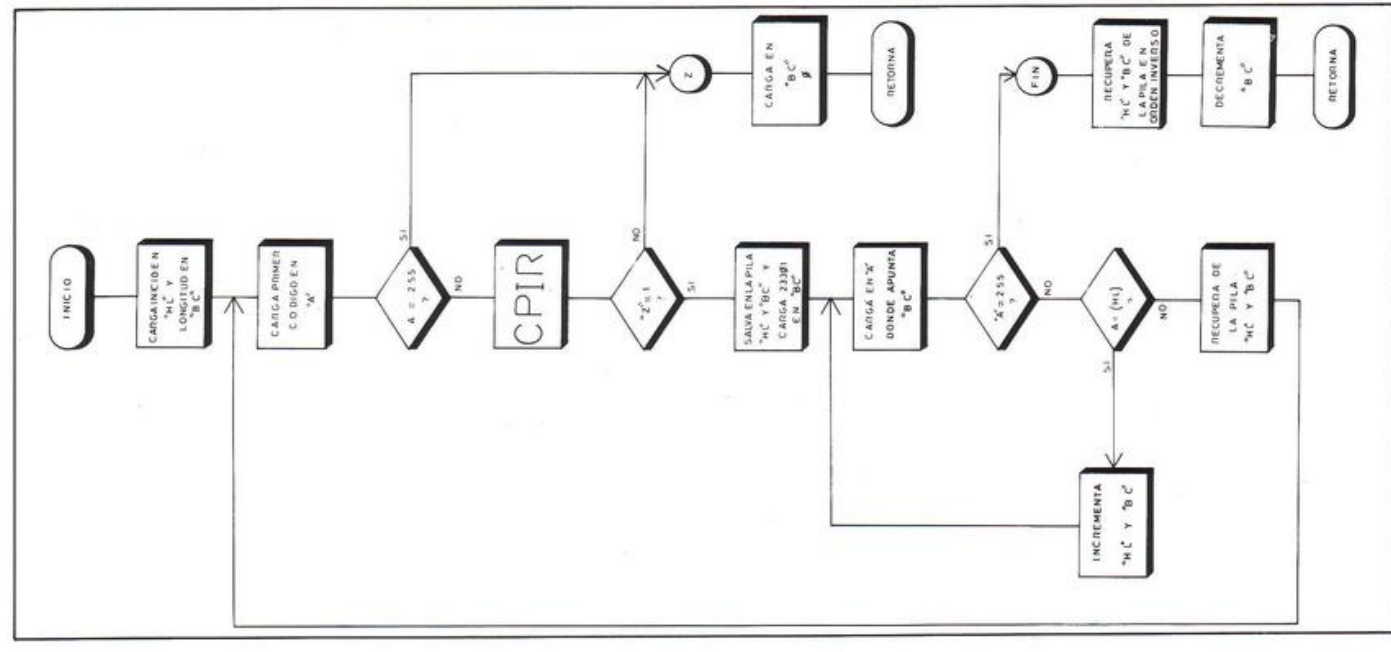 INICIO
CARGA INICIO EN
"HL" Y
LONGITUD EN
"BC"
CARGA PRIMER
CODIGO EN
"A"
A = 255
?
SI
NO
CPIR
"Z" = 1
?
NO
SI
Z
CARGA EN
"BC"
Ø
RETORNA
SALVA EN LA PILA
"HL" Y "BC" Y
CARGA 23301
EN "BC"
CARGA EN "A"
DONDE APUNTA
"BC"
"A" = 255
?
SI
NO
FIN
RECUPERA
"HL" Y "BC" DE
LA PILA EN
ORDEN INVERSO
DECREMENTA
"BC"
RETORNA
A = (HL)
?
SI
NO
INCREMENTA
"HL" Y "BC"
RECUPERA DE
LA PILA
"HL" Y "BC"